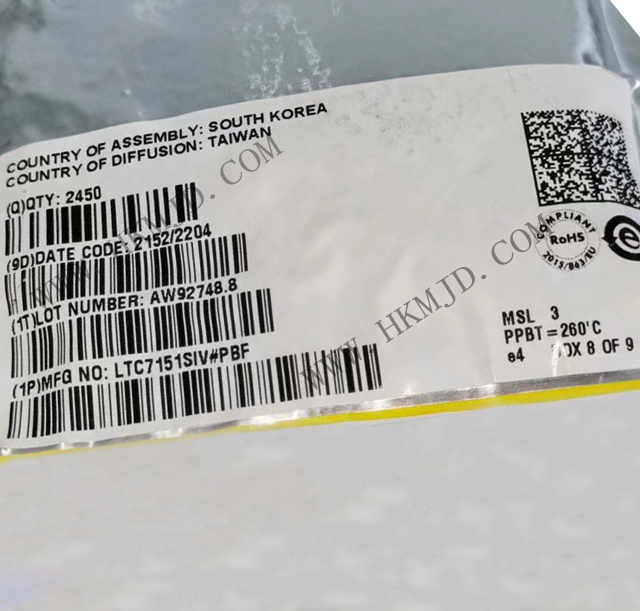 COUNTRY OF ASSEMBLY: SOUTH KOREA
COUNTRY OF DIFFUSION: TAIWAN
(Q)QTY: 2450
(9D)DATE CODE: 2152/2204
(1T)LOT NUMBER: AW92748.8
(1P)MFG NO: LTC7151SIV#PBF
COMPLIANT
RoHS
2015/863/EU
e
MSL 3
PPBT=260'C
e4 BOX 8 OF 9
WWW.HKMJD.COM
WWW.HKMJD.COM